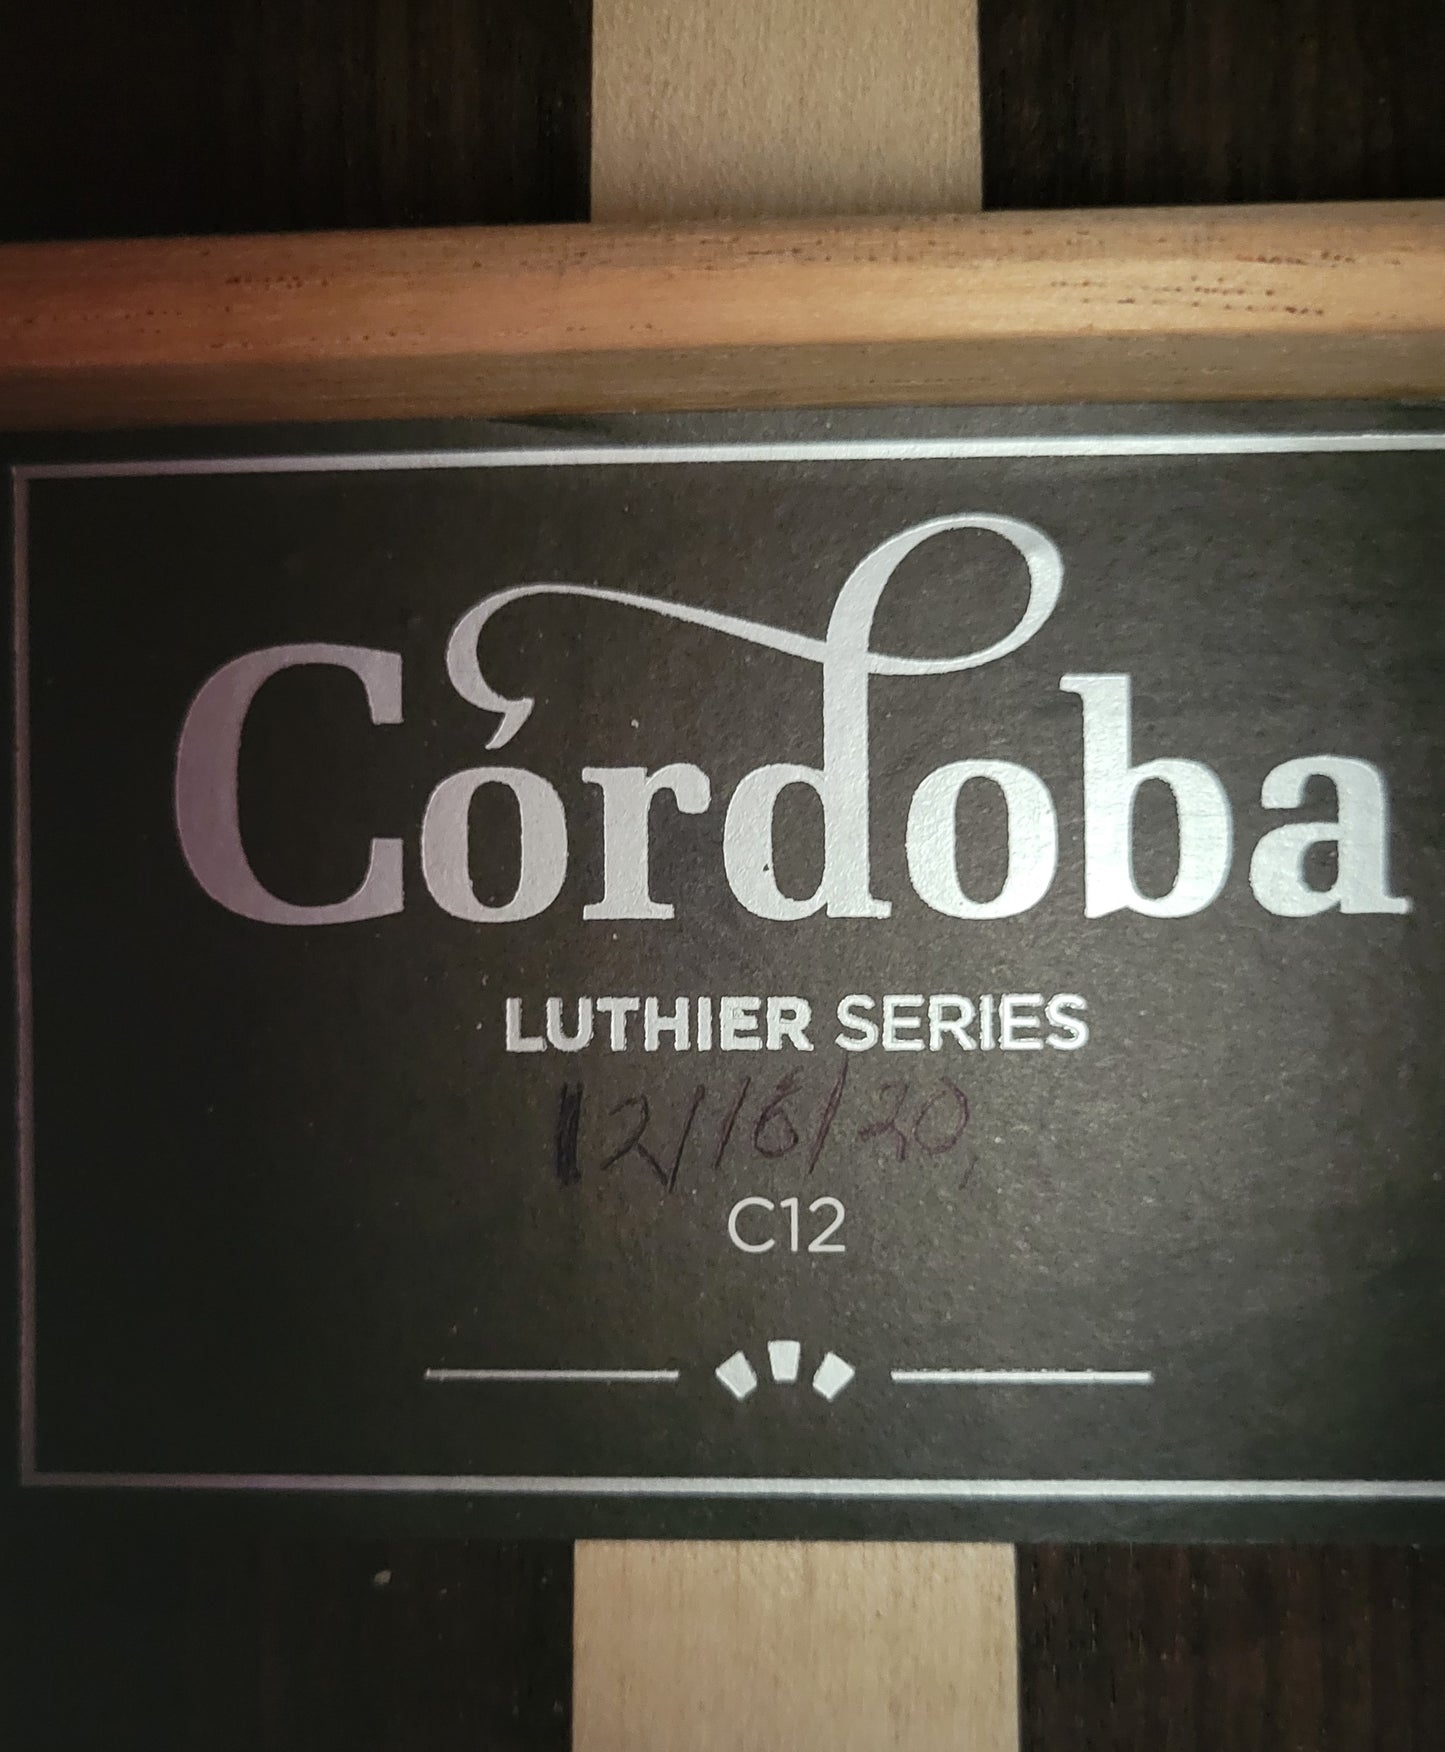 Córdoba
LUTHIER SERIES
12/16/20
C12